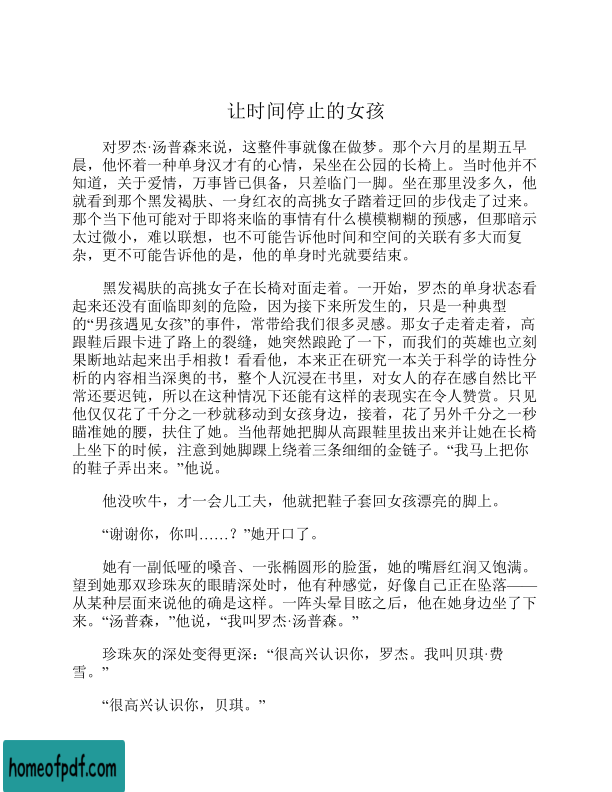 让时间停止的女孩
对罗杰·汤普森来说，这整件事就像在做梦。那个六月的星期五早
晨，他怀着一种单身汉才有的心情，呆坐在公园的长椅上。当时他并不
知道，关于爱情，万事皆已俱备，只差临门一脚。坐在那里没多久，他
就看到那个黑发褐肤、一身红衣的高挑女子踏着迂回的步伐走了过来。
那个当下他可能对于即将来临的事情有什么模模糊糊的预感，但那暗示
太过微小，难以联想，也不可能告诉他时间和空间的关联有多大而复
杂，更不可能告诉他的是，他的单身时光就要结束。
黑发褐肤的高挑女子在长椅对面走着。一开始，罗杰的单身状态看
起来还没有面临即刻的危险，因为接下来所发生的，只是一种典型
的“男孩遇见女孩”的事件，常带给我们很多灵感。那女子走着走着，高
跟鞋后跟卡进了路上的裂缝，她突然踉跄了一下，而我们的英雄也立刻
果断地站起来出手相救！看看他，本来正在研究一本关于科学的诗性分
析的内容相当深奥的书，整个人沉浸在书里，对女人的存在感自然比平
常还要迟钝，所以在这种情况下还能有这样的表现实在令人赞赏。只见
他仅仅花了千分之一秒就移动到女孩身边，接着，花了另外千分之一秒
瞄准她的腰，扶住了她。当他帮她把脚从高跟鞋里拔出来并让她在长椅
上坐下的时候，注意到她脚踝上绕着三条细细的金链子。“我马上把你
的鞋子弄出来。”他说。
他没吹牛，才一会儿工夫，他就把鞋子套回女孩漂亮的脚上。
“谢谢你，你叫……？”她开口了。
她有一副低哑的嗓音、一张椭圆形的脸蛋，她的嘴唇红润又饱满。
望到她那双珍珠灰的眼睛深处时，他有种感觉，好像自己正在坠落——
从某种层面来说他的确是这样。一阵头晕目眩之后，他在她身边坐了下
来。“汤普森，”他说，“我叫罗杰·汤普森。”
珍珠灰的深处变得更深：“很高兴认识你，罗杰。我叫贝琪·费
雪。”
“很高兴认识你，贝琪。”
homeofpdf.com